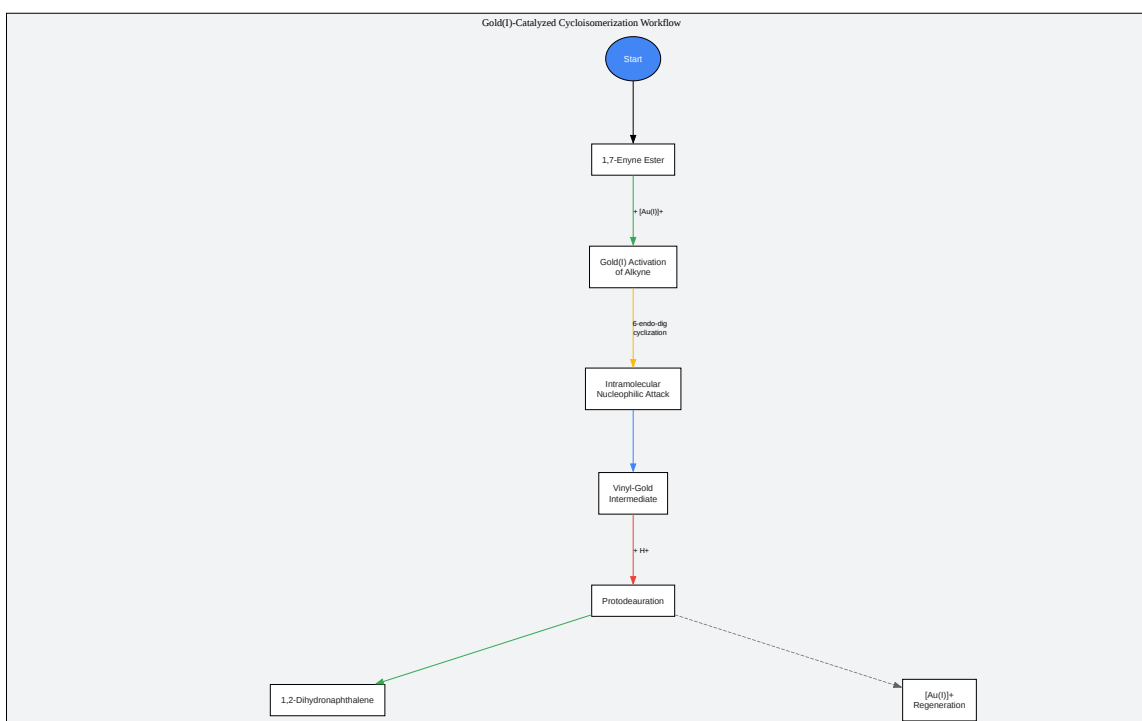 Gold(I)-Catalyzed Cycloisomerization Workflow
Start
1,7-Enyne Ester
+ [Au(I)]+
Gold(I) Activation
of Alkyne
6-endo-dig
cyclization
Intramolecular
Nucleophilic Attack
Vinyl-Gold
Intermediate
+ H+
Protodeauration
1,2-Dihydronaphthalene
[Au(I)]+
Regeneration